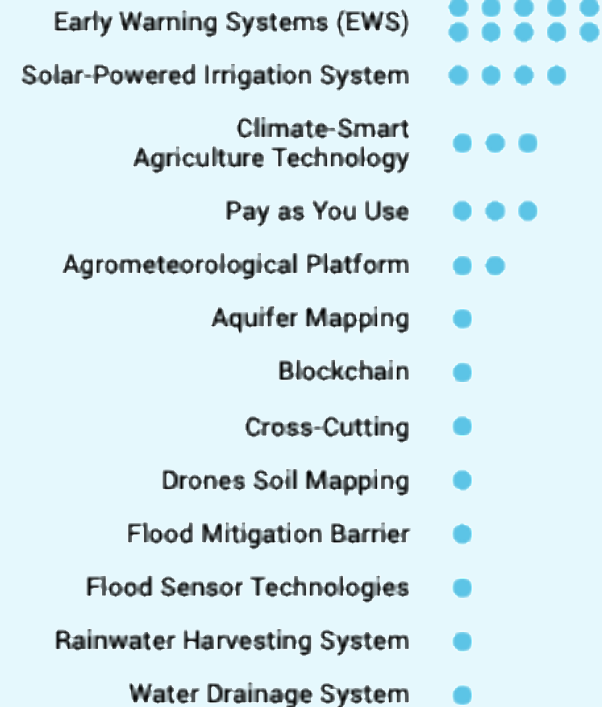 Early Warning Systems (EWS)
Solar-Powered Irrigation System
Climate-Smart
Agriculture Technology
Pay as You Use
Agrometeorological Platform
Aquifer Mapping
Blockchain
Cross-Cutting
Drones Soil Mapping
Flood Mitigation Barrier
Flood Sensor Technologies
Rainwater Harvesting System
Water Drainage System